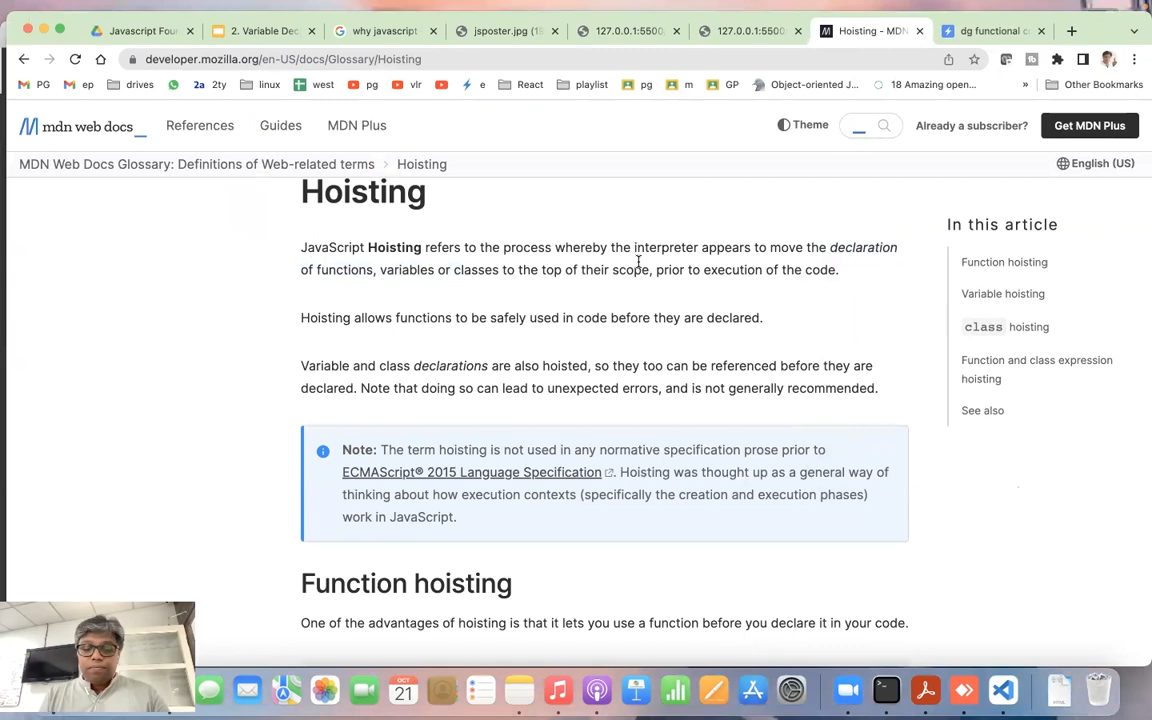 Javascript Four
2. Variable Dec
why javascript
jsposter.jpg (15
127.0.0.1:5500,
127.0.0.1:5500
Hoisting - MDN
dg functional c
developer.mozilla.org/en-US/docs/Glossary/Hoisting
PG
ep
drives
2a 2ty
linux
west
pg
vlr
e
React
playlist
pg
m
GP
Object-oriented J...
18 Amazing open...
»
Other Bookmarks
mdn web docs_
References
Guides
MDN Plus
Theme
Already a subscriber?
Get MDN Plus
MDN Web Docs Glossary: Definitions of Web-related terms
Hoisting
English (US)
Hoisting
JavaScript Hoisting refers to the process whereby the interpreter appears to move the declaration
of functions, variables or classes to the top of their scope, prior to execution of the code.
Hoisting allows functions to be safely used in code before they are declared.
Variable and class declarations are also hoisted, so they too can be referenced before they are
declared. Note that doing so can lead to unexpected errors, and is not generally recommended.
Note: The term hoisting is not used in any normative specification prose prior to
ECMAScript® 2015 Language Specification. Hoisting was thought up as a general way of
thinking about how execution contexts (specifically the creation and execution phases)
work in JavaScript.
Function hoisting
One of the advantages of hoisting is that it lets you use a function before you declare it in your code.
In this article
Function hoisting
Variable hoisting
class hoisting
Function and class expression
hoisting
See also
OCT
21